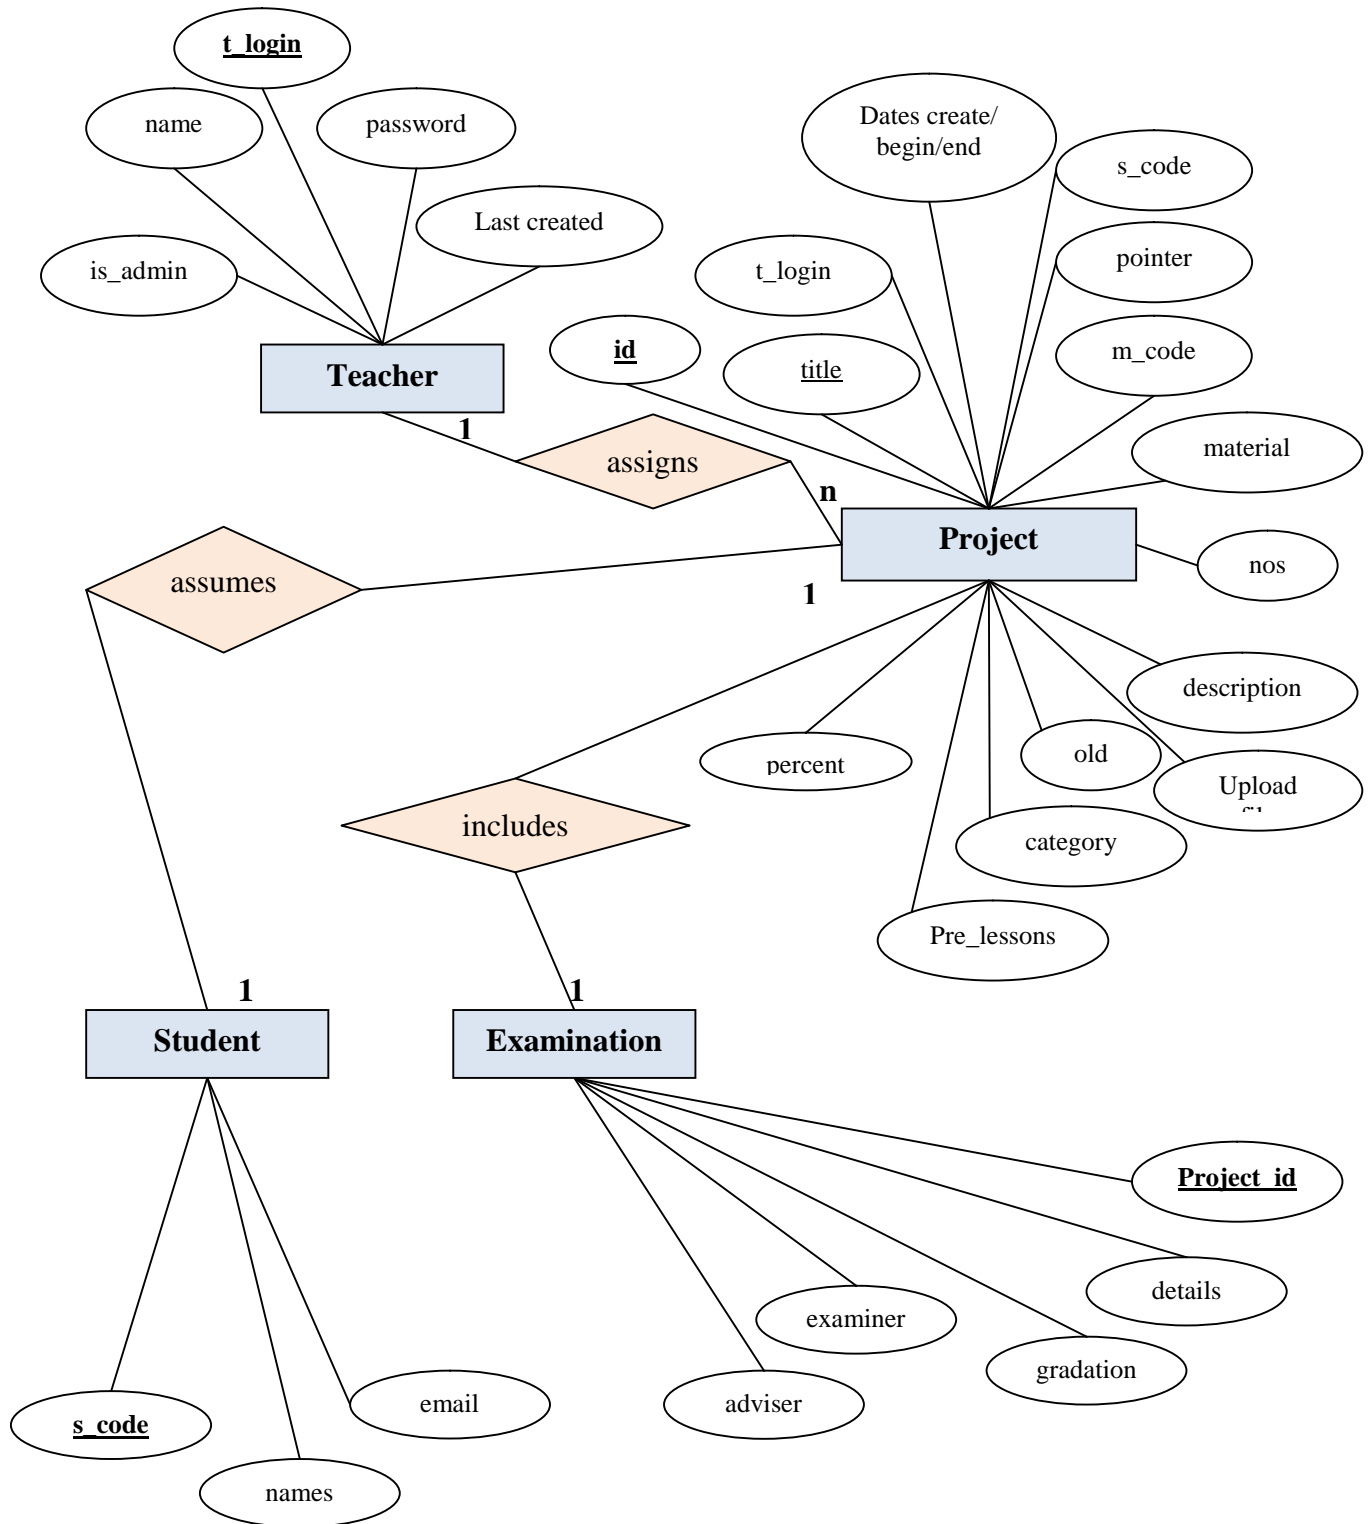 t_login
name
password
Dates create/
begin/end
s_code
Last created
is_admin
t_login
pointer
id
title
m_code
Teacher
1
assigns
n
material
Project
nos
assumes
1
description
percent
old
Upload
includes
category
Pre_lessons
1
1
Student
Examination
Project_id
details
examiner
gradation
adviser
email
s_code
names